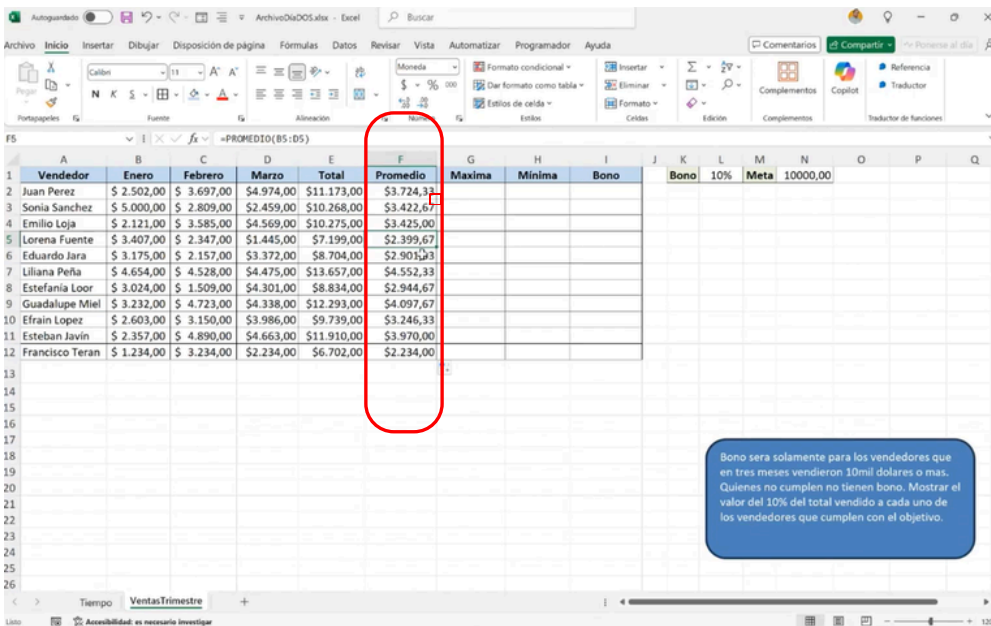 Autoguardado ArchivoDíaDOS.xlsx - Excel Buscar
Archivo Inicio Insertar Dibujar Disposición de página Fórmulas Datos Revisar Vista Automatizar Programador Ayuda Comentarios Compartir Ponerse al día
Pegar Calibri 11 A A Moneda Formato condicional Insertar Complementos Copilot Referencia
N K S A $ % 000 Dar formato como tabla Eliminar Traductor
Estilos de celda Formato
Portapapeles Fuente Alineación Número Estilos Celdas Edición Complementos Traductor de funciones
F5 fx =PROMEDIO(B5:D5)
A B C D E F G H I J K L M N O P Q
1 Vendedor Enero Febrero Marzo Total Promedio Maxima Mínima Bono Bono 10% Meta 10000,00
2 Juan Perez $ 2.502,00 $ 3.697,00 $4.974,00 $11.173,00 $3.724,33
3 Sonia Sanchez $ 5.000,00 $ 2.809,00 $2.459,00 $10.268,00 $3.422,67
4 Emilio Loja $ 2.121,00 $ 3.585,00 $4.569,00 $10.275,00 $3.425,00
5 Lorena Fuente $ 3.407,00 $ 2.347,00 $1.445,00 $7.199,00 $2.399,67
6 Eduardo Jara $ 3.175,00 $ 2.157,00 $3.372,00 $8.704,00
7 Liliana Peña $ 4.654,00 $ 4.528,00 $4.475,00 $13.657,00 $4.552,33
8 Estefanía Loor $ 3.024,00 $ 1.509,00 $4.301,00 $8.834,00 $2.944,67
9 Guadalupe Miel $ 3.232,00 $ 4.723,00 $4.338,00 $12.293,00 $4.097,67
10 Efrain Lopez $ 2.603,00 $ 3.150,00 $3.986,00 $9.739,00 $3.246,33
11 Esteban Javín $ 2.357,00 $ 4.890,00 $4.663,00 $11.910,00 $3.970,00
12 Francisco Teran $ 1.234,00 $ 3.234,00 $2.234,00 $6.702,00 $2.234,00
13
14
15
16
17
18
19
20
21
22
23
24
25
26
Bono sera solamente para los vendedores que
en tres meses vendieron 10mil dolares o mas.
Quienes no cumplen no tienen bono. Mostrar el
valor del 10% del total vendido a cada uno de
los vendedores que cumplen con el objetivo.
Tiempo VentasTrimestre
Listo Accesibilidad: es necesario investigar